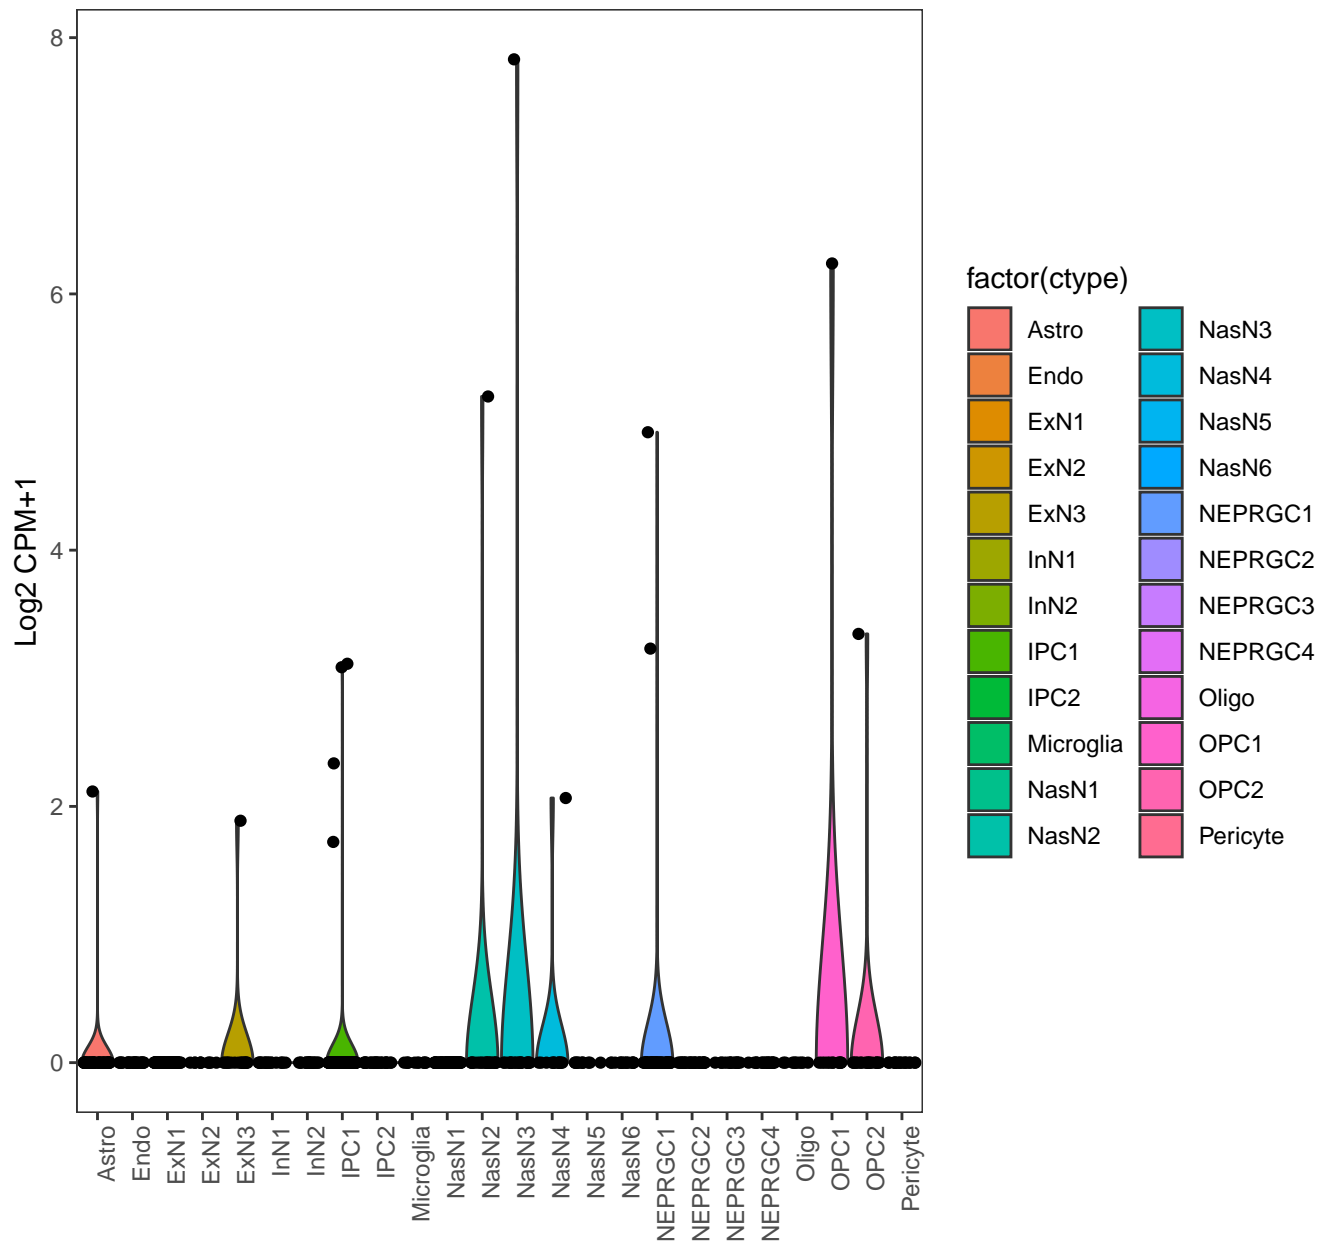 8
6
4
2
0
Log2 CPM+1
Astro
Endo
ExN1
ExN2
ExN3
InN1
InN2
IPC1
IPC2
Microglia
NasN1
NasN2
NasN3
NasN4
NasN5
NasN6
NEPRGC1
NEPRGC2
NEPRGC3
NEPRGC4
Oligo
OPC1
OPC2
Pericyte
factor(ctype)
Astro
Endo
ExN1
ExN2
ExN3
InN1
InN2
IPC1
IPC2
Microglia
NasN1
NasN2
NasN3
NasN4
NasN5
NasN6
NEPRGC1
NEPRGC2
NEPRGC3
NEPRGC4
Oligo
OPC1
OPC2
Pericyte